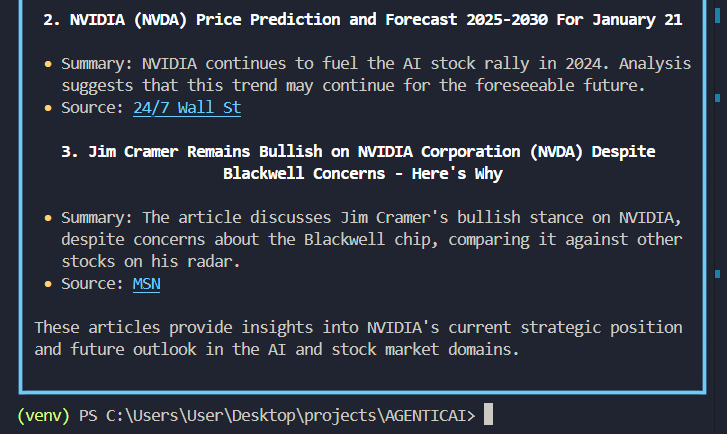 2. NVIDIA (NVDA) Price Prediction and Forecast 2025-2030 For January 21
• Summary: NVIDIA continues to fuel the AI stock rally in 2024. Analysis
suggests that this trend may continue for the foreseeable future.
• Source: 24/7 Wall St
3. Jim Cramer Remains Bullish on NVIDIA Corporation (NVDA) Despite
Blackwell Concerns - Here's Why
• Summary: The article discusses Jim Cramer's bullish stance on NVIDIA,
despite concerns about the Blackwell chip, comparing it against other
stocks on his radar.
• Source: MSN
These articles provide insights into NVIDIA's current strategic position
and future outlook in the AI and stock market domains.
(venv) PS C:\Users\User\Desktop\projects\AGENTICAI>